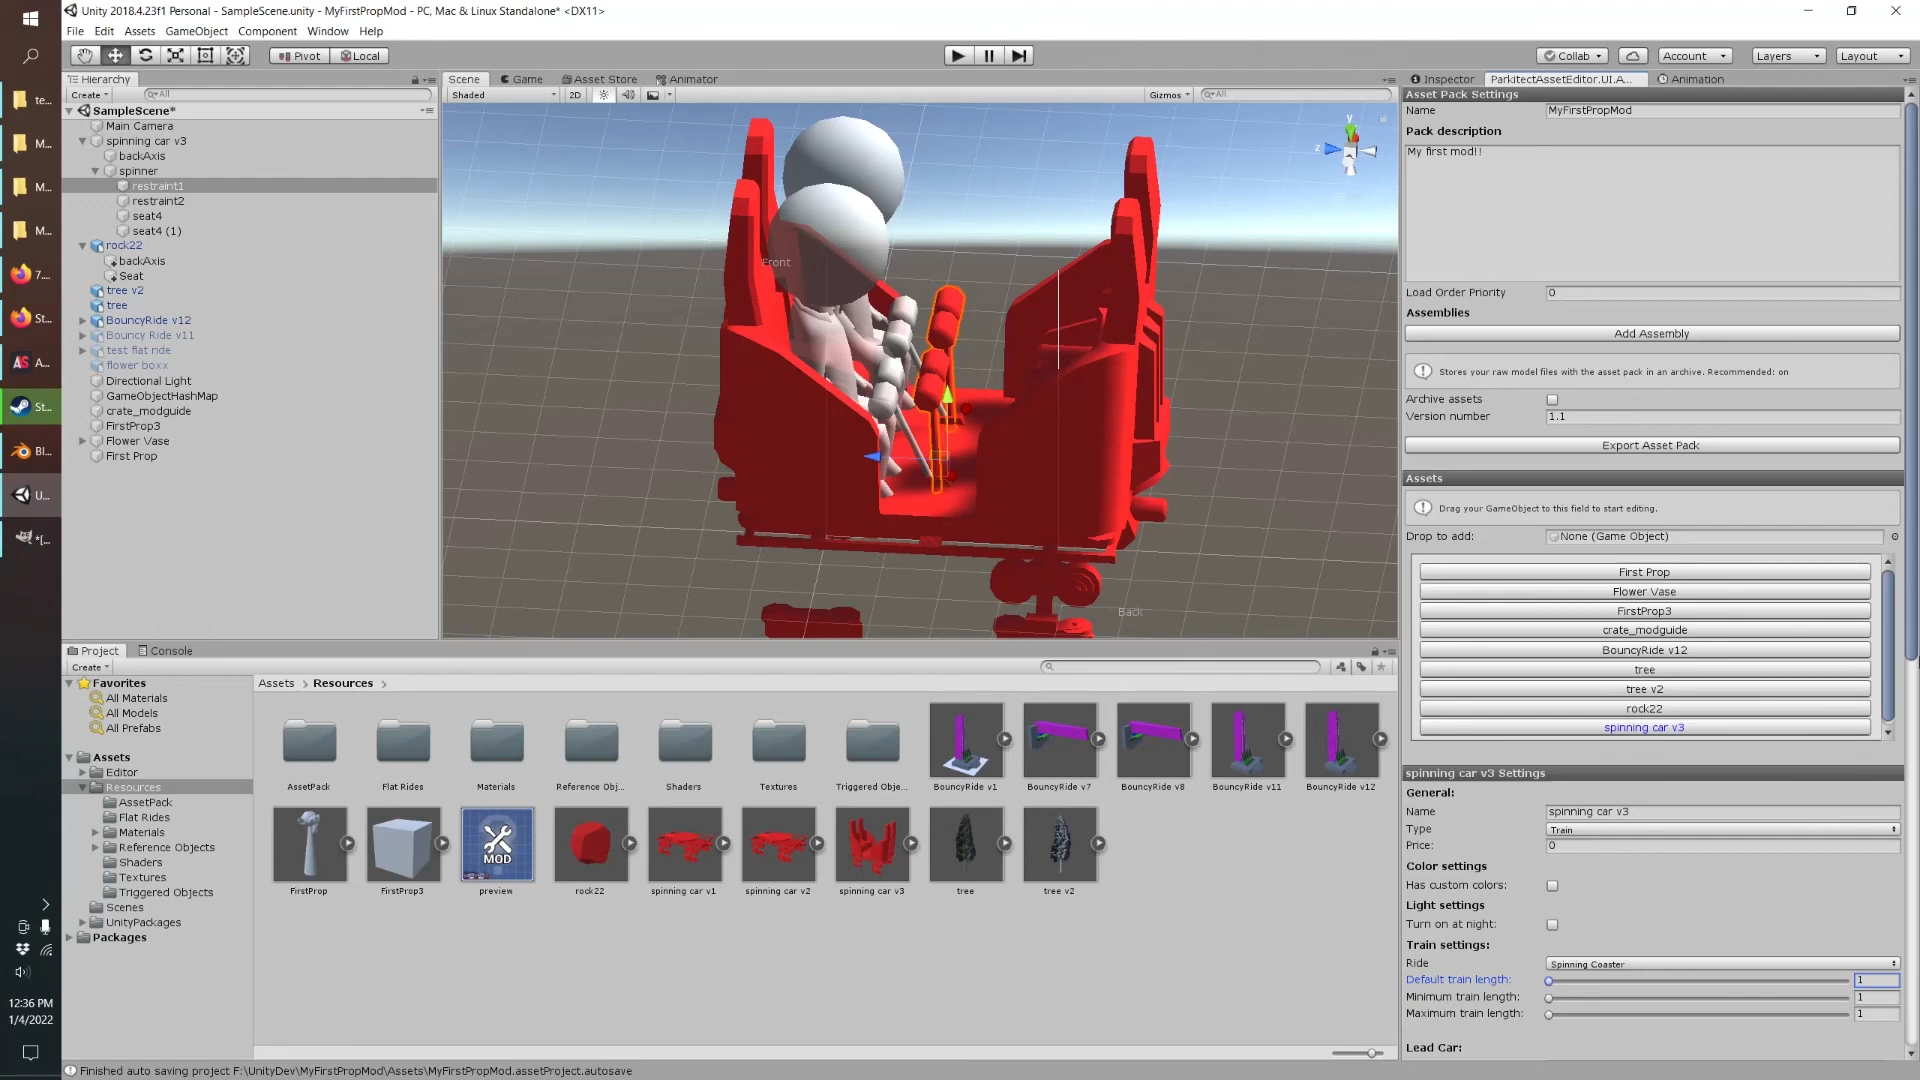 Unity 2018.4.23f1 Personal - SampleScene.unity - MyFirstPropMod - PC, Mac & Linux Standalone* <DX11>
File Edit Assets GameObject Component Window Help
Pivot Local Collab Account Layers Layout
Hierarchy
Create All
SampleScene*
Main Camera
spinning car v3
backAxis
spinner
restraint1
restraint2
seat4
seat4 (1)
rock22
backAxis
Seat
tree v2
tree
BouncyRide v12
Bouncy Ride v11
test flat ride
flower boxx
Directional Light
GameObjectHashMap
crate_modguide
FirstProp3
Flower Vase
First Prop
Scene Game Asset Store Animator
Shaded 2D Gizmos All
y
z
Front
Back
Inspector ParkitectAssetEditor.UI.A... Animation
Asset Pack Settings
Name MyFirstPropMod
Pack description
My first mod!!
Load Order Priority 0
Assemblies
Add Assembly
Stores your raw model files with the asset pack in an archive. Recommended: on
Archive assets
Version number 1.1
Export Asset Pack
Assets
Drag your GameObject to this field to start editing.
Drop to add: None (Game Object)
First Prop
Flower Vase
FirstProp3
crate_modguide
BouncyRide v12
tree
tree v2
rock22
spinning car v3
spinning car v3 Settings
General:
Name spinning car v3
Type Train
Price: 0
Color settings
Has custom colors:
Light settings
Turn on at night:
Train settings:
Ride Spinning Coaster
Default train length: 1
Minimum train length: 1
Maximum train length: 1
Lead Car:
Project Console
Create
Favorites
All Materials
All Models
All Prefabs
Assets
Editor
Resources
AssetPack
Flat Rides
Materials
Reference Objects
Shaders
Textures
Triggered Objects
Scenes
UnityPackages
Packages
Assets Resources
AssetPack Flat Rides Materials Reference Obj... Shaders Textures Triggered Obje... BouncyRide v1 BouncyRide v7 BouncyRide v8 BouncyRide v11 BouncyRide v12
MOD
FirstProp FirstProp3 preview rock22 spinning car v1 spinning car v2 spinning car v3 tree tree v2
Finished auto saving project F:\UnityDev\MyFirstPropMod\Assets\MyFirstPropMod.assetProject.autosave
te...
M...
M...
M...
7....
St...
A...
St...
Bl...
U...
*[...
12:36 PM
1/4/2022